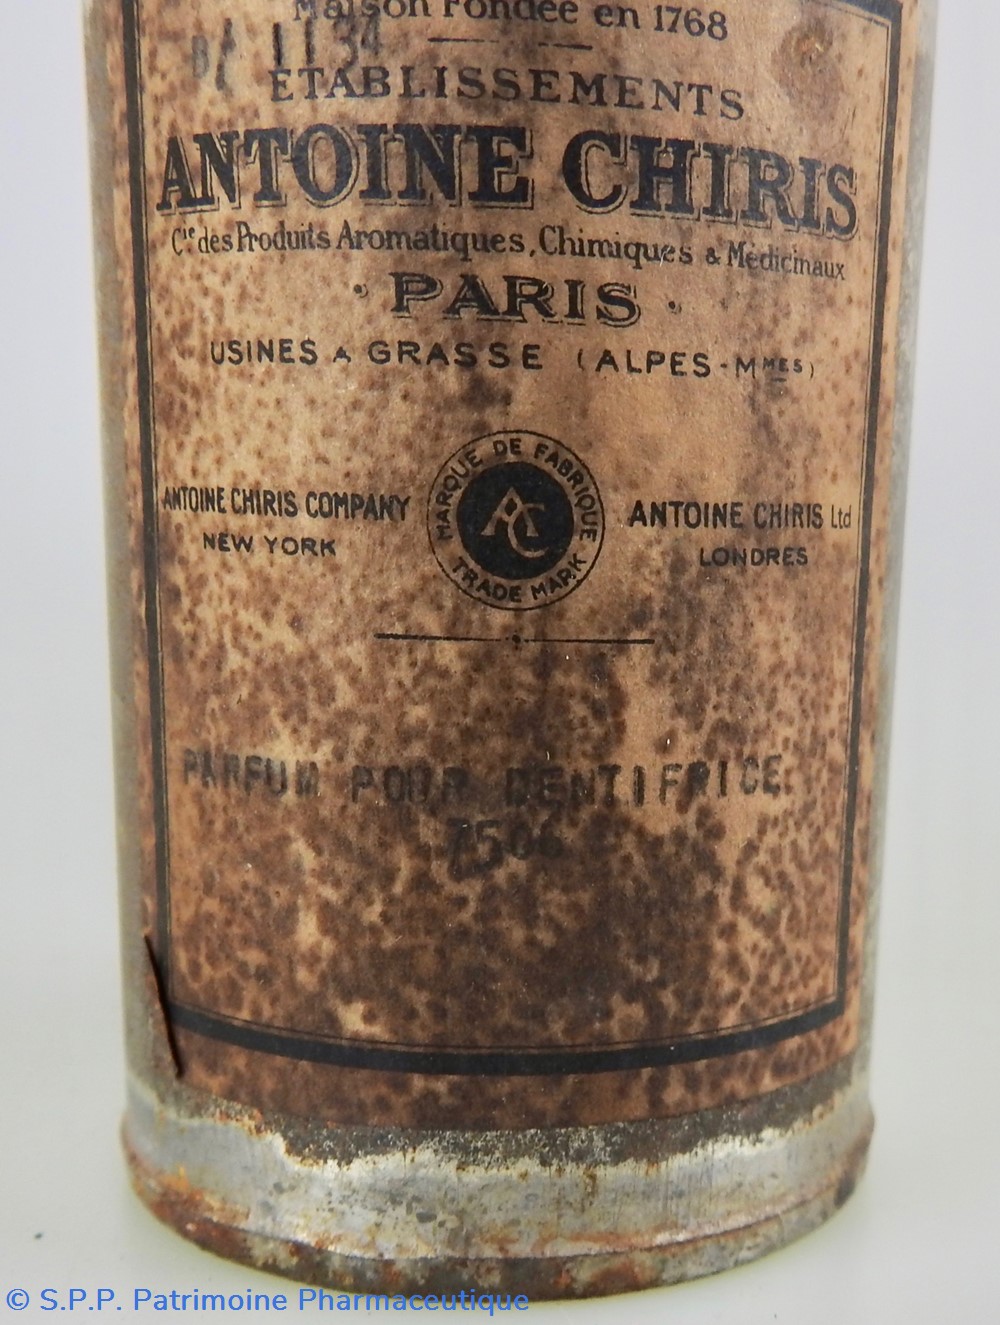 Maison Fondée en 1768
1134
ETABLISSEMENTS
ANTOINE CHIRIS
Cie des Produits Aromatiques, Chimiques & Médicinaux
PARIS
USINES A GRASSE (ALPES-MMES)
ANTOINE CHIRIS COMPANY
NEW YORK
MARQUE DE FABRIQUE
AC
TRADE MARK
ANTOINE CHIRIS Ltd
LONDRES
PARFUM POUR DENTIFRICE.
7506
© S.P.P. Patrimoine Pharmaceutique